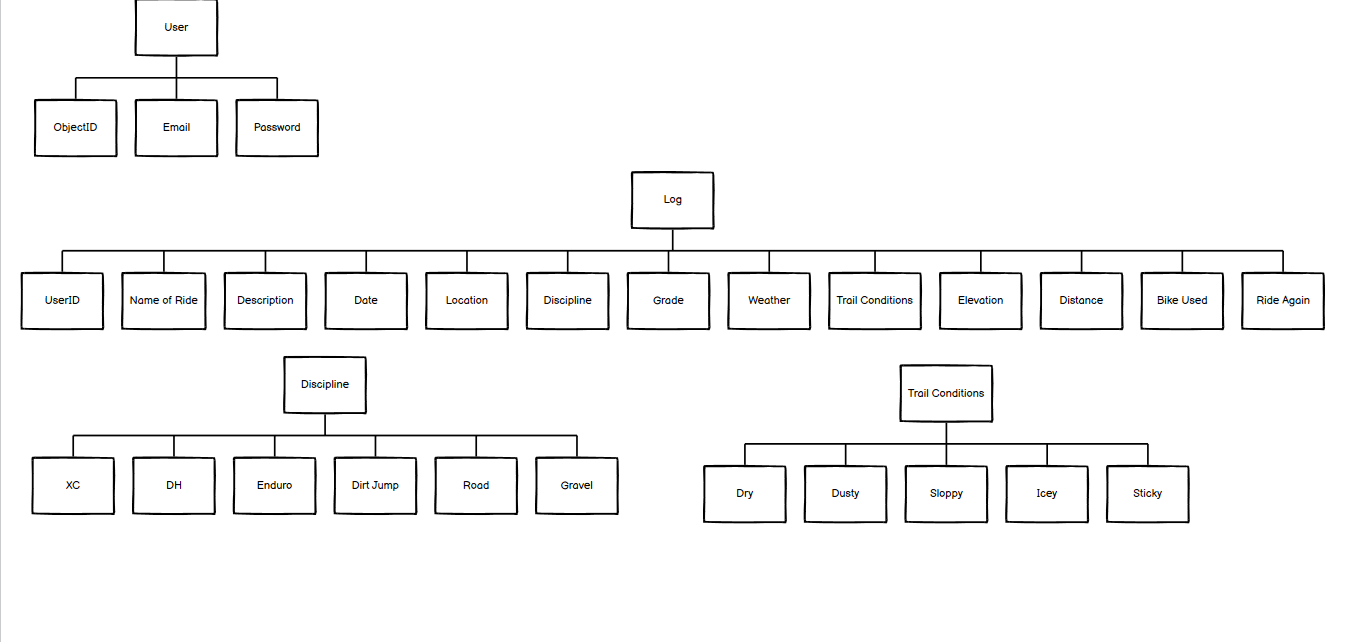 User
ObjectID Email Password
Log
UserID Name of Ride Description Date Location Discipline Grade Weather Trail Conditions Elevation Distance Bike Used Ride Again
Discipline
Trail Conditions
XC DH Enduro Dirt Jump Road Gravel
Dry Dusty Sloppy Icey Sticky